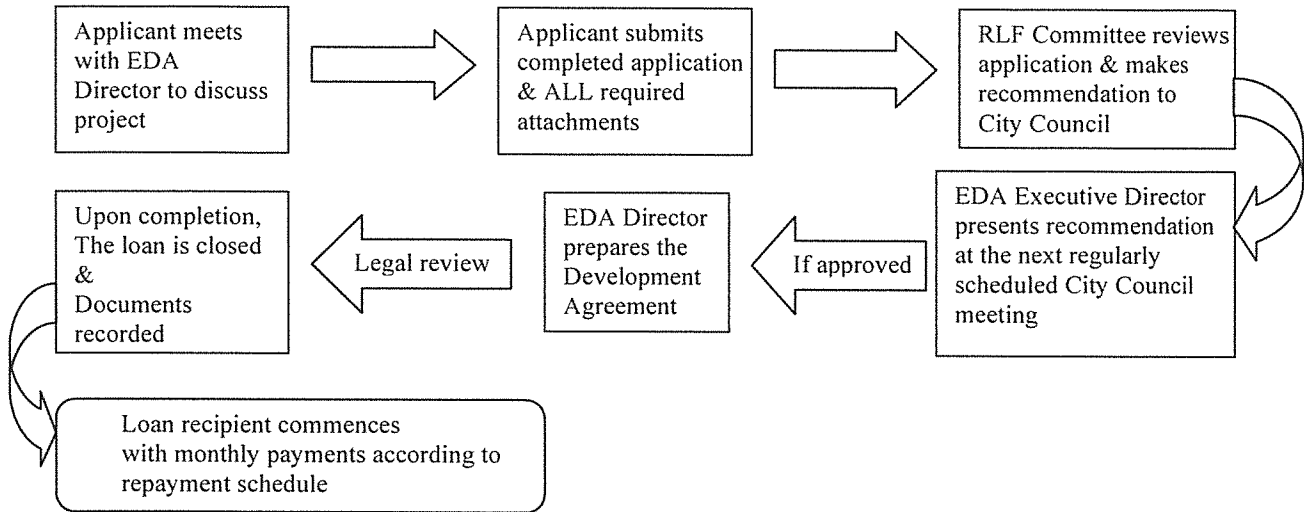 Applicant meets
with EDA
Director to discuss
project
Applicant submits
completed application
& ALL required
attachments
RLF Committee reviews
application & makes
recommendation to
City Council
EDA Executive Director
presents recommendation
at the next regularly
scheduled City Council
meeting
If approved
EDA Director
prepares the
Development
Agreement
Legal review
Upon completion,
The loan is closed
&
Documents
recorded
Loan recipient commences
with monthly payments according to
repayment schedule